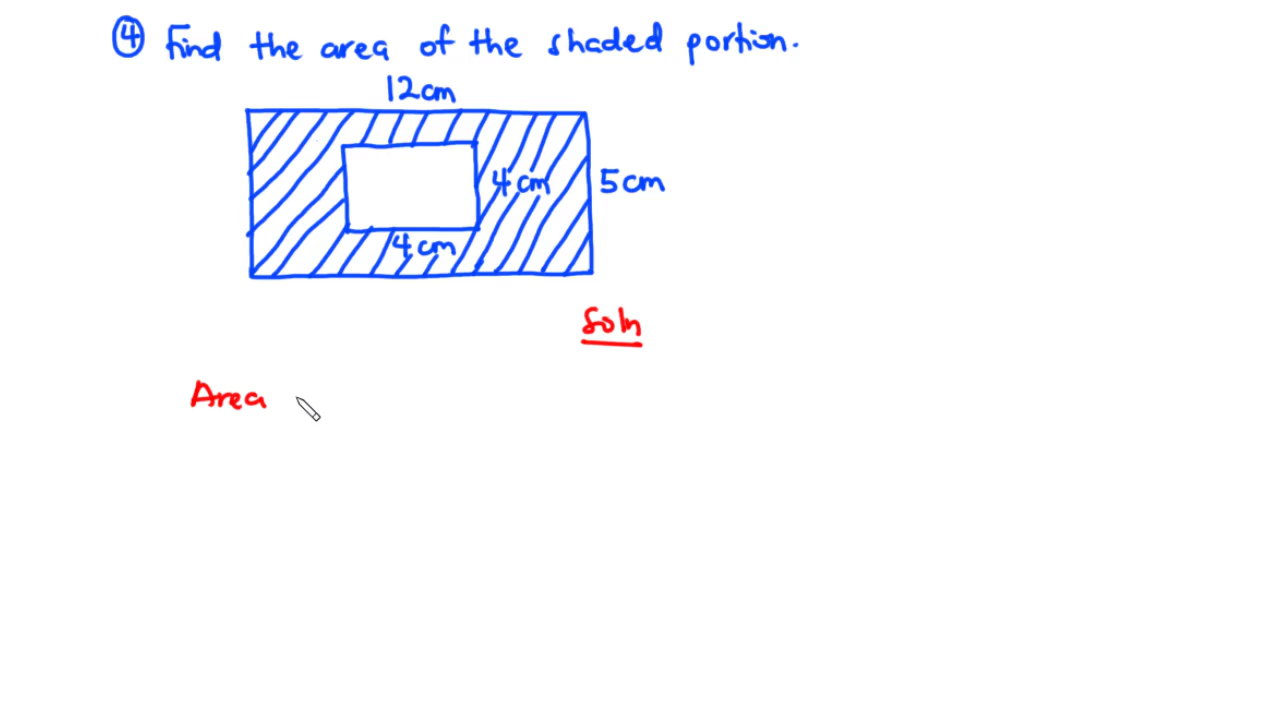 ④ Find the area of the shaded portion.
12cm
4cm
5cm
4cm
Soln
Area